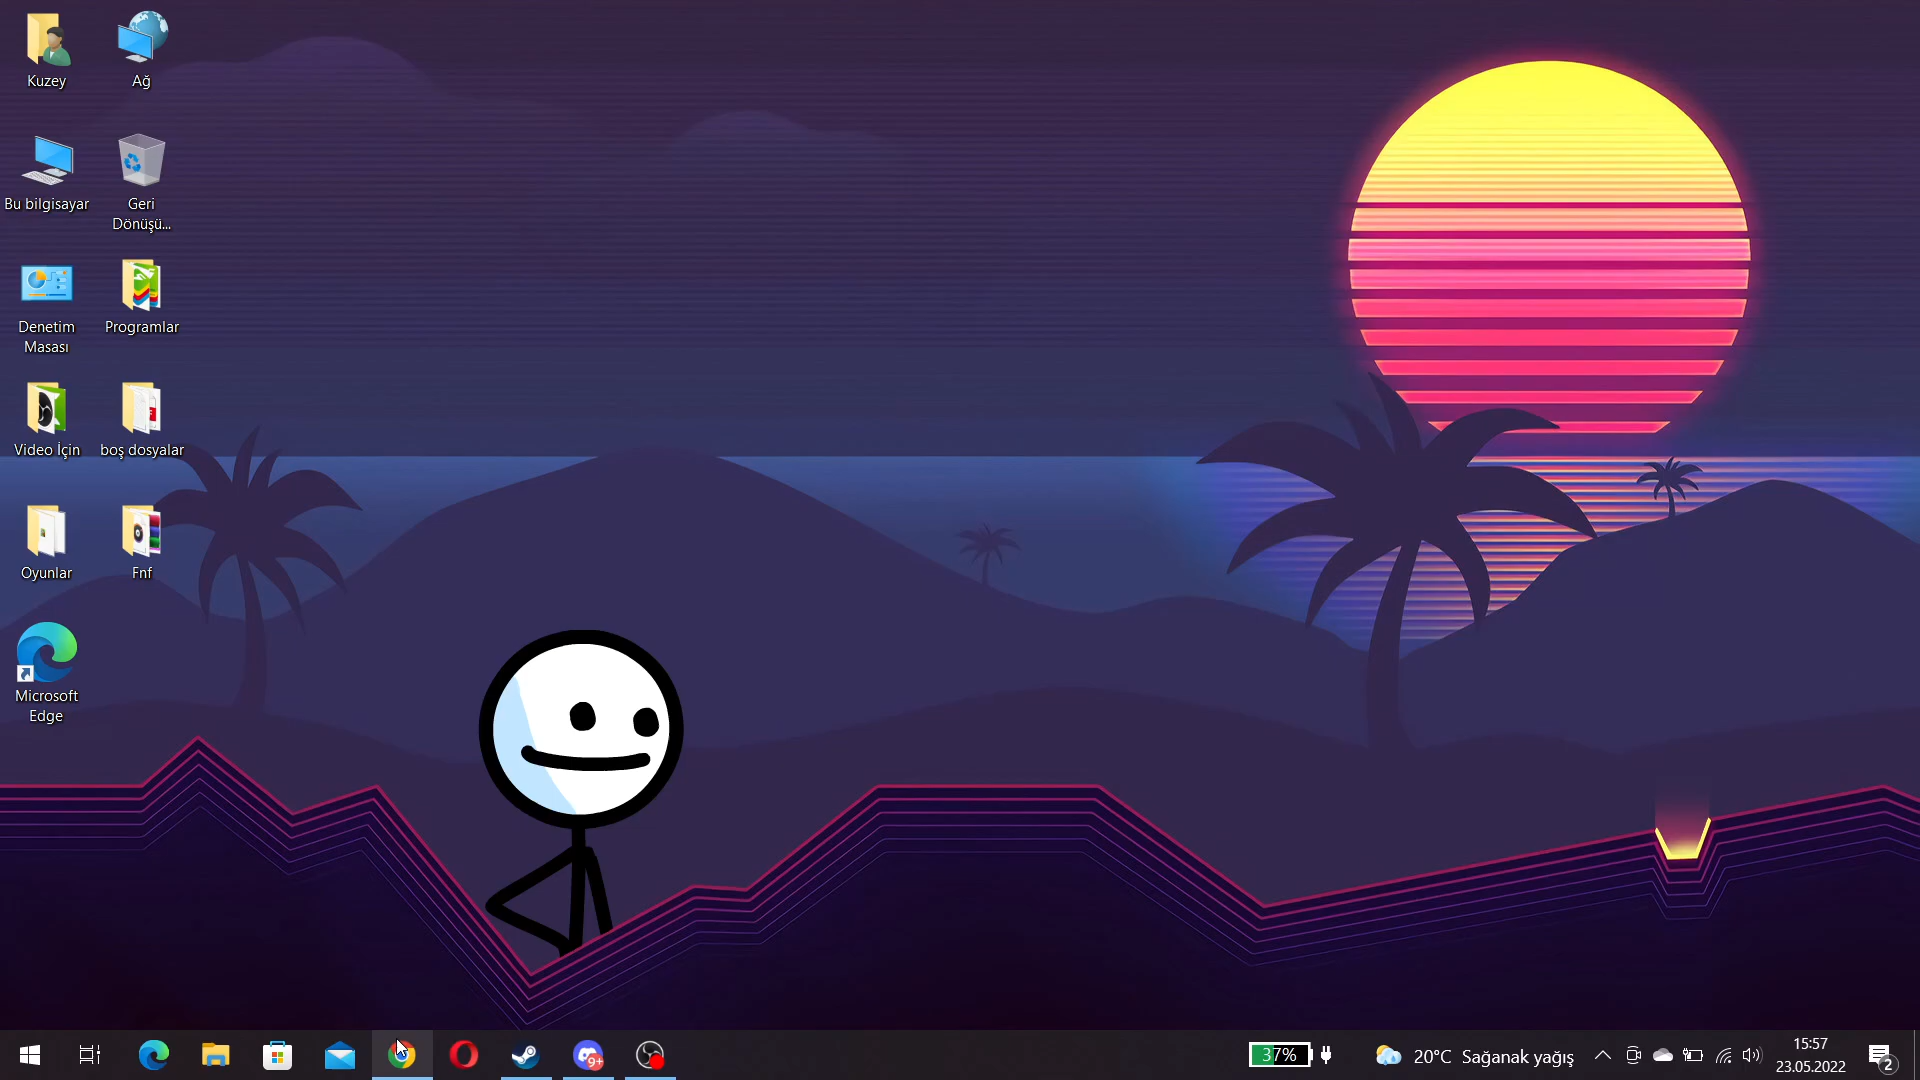 Kuzey
Ağ
Bu bilgisayar
Geri
Dönüşü...
Denetim
Masası
Programlar
Video İçin
boş dosyalar
Oyunlar
Fnf
Microsoft
Edge
9+
37%
20°C Sağanak yağış
15:57
23.05.2022
2